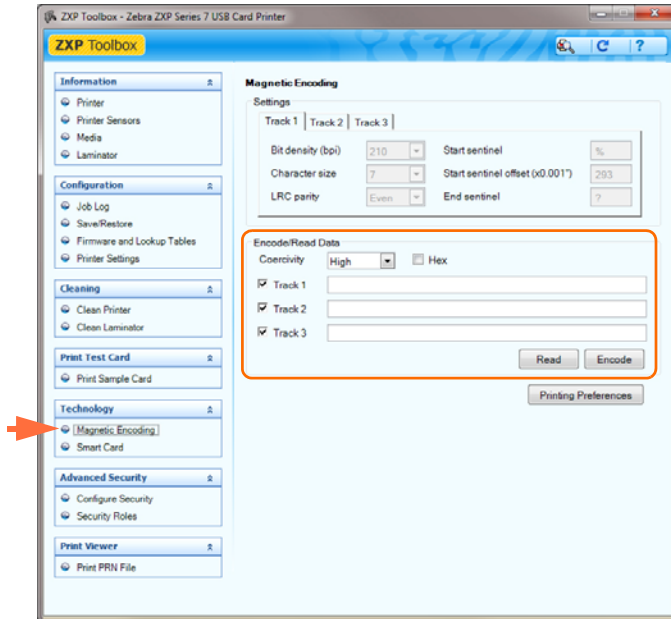 ZXP Toolbox - Zebra ZXP Series 7 USB Card Printer
ZXP Toolbox
C ?
Information
Printer
Printer Sensors
Media
Laminator
Configuration
Job Log
Save/Restore
Firmware and Lookup Tables
Printer Settings
Cleaning
Clean Printer
Clean Laminator
Print Test Card
Print Sample Card
Technology
Magnetic Encoding
Smart Card
Advanced Security
Configure Security
Security Roles
Print Viewer
Print PRN File
Magnetic Encoding
Settings
Track 1 Track 2 Track 3
Bit density (bpi) 210 Start sentinel %
Character size 7 Start sentinel offset (x0.001") 293
LRC parity Even End sentinel ?
Encode/Read Data
Coercivity High Hex
Track 1
Track 2
Track 3
Read Encode
Printing Preferences